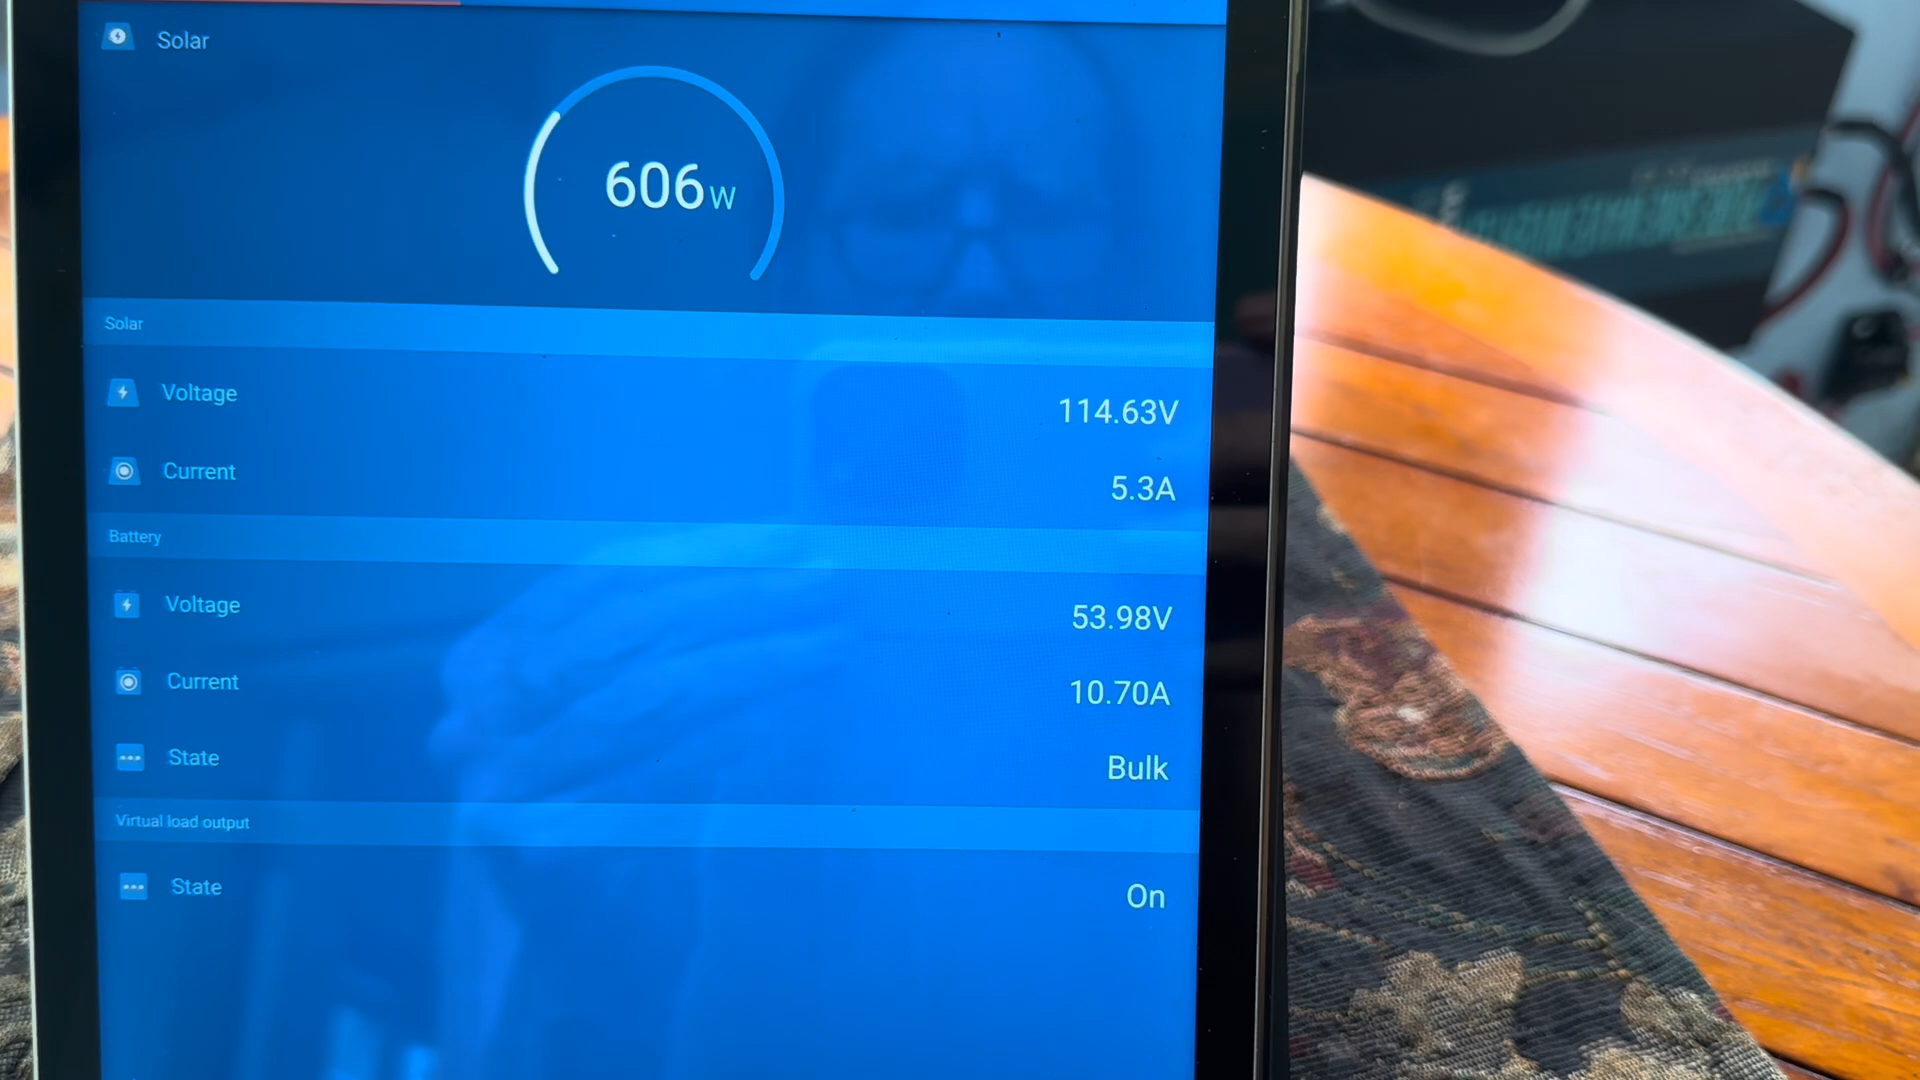 Solar
606W
Solar
Voltage 114.63V
Current 5.3A
Battery
Voltage 53.98V
Current 10.70A
State Bulk
Virtual load output
State On